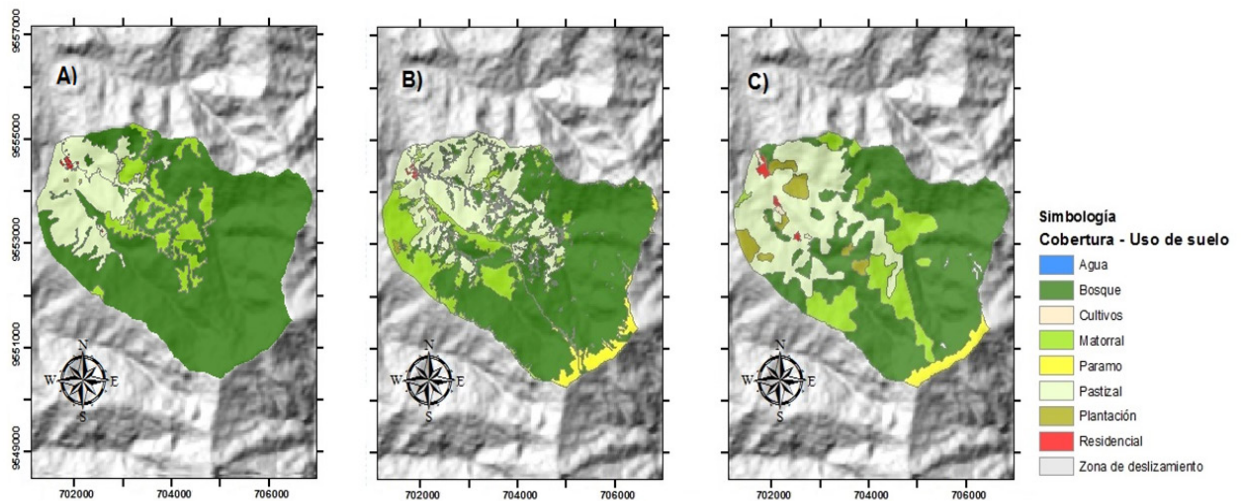 A)
B)
C)
9557000
9555000
9553000
9551000
9549000
N
W E
S
N
W E
S
N
W E
S
702000 704000 706000
702000 704000 706000
702000 704000 706000
Simbología
Cobertura - Uso de suelo
Agua
Bosque
Cultivos
Matorral
Paramo
Pastizal
Plantación
Residencial
Zona de deslizamiento